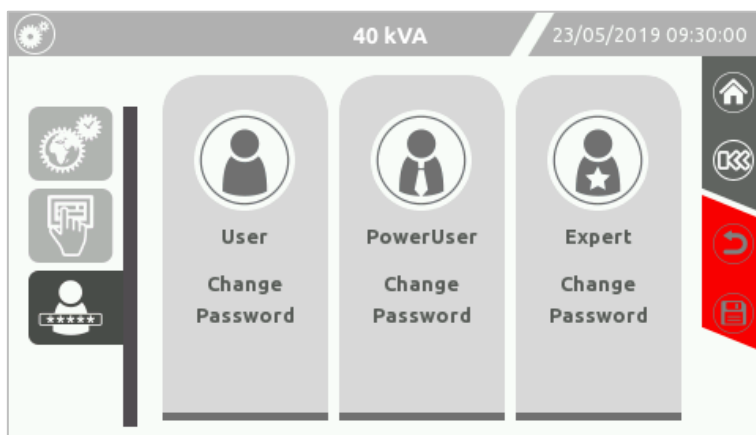 40 kVA
23/05/2019 09:30:00
User
Change
Password
PowerUser
Change
Password
Expert
Change
Password
*****